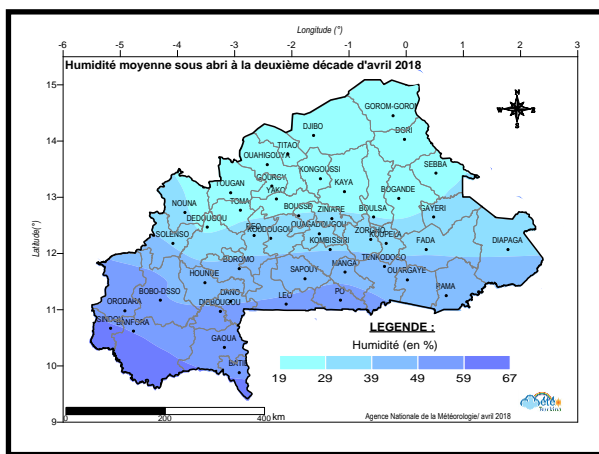 Longitude (°)
-6 -5 -4 -3 -2 -1 0 1 2 3
Humidité moyenne sous abri à la deuxième décade d'avril 2018
15
14
13
12
11
10
9
Latitude(°)
N
S
GOROM-GOROM
DJIBO
DORI
TITAO
OUAHIGOUYA
SEBBA
KONGOUSSI
GOURCY
TOUGAN
KAYA
YAKO
BOGANDE
NOUNA
TOMA
BOUSSE
ZINIARE
BOULSA
GAYERI
DEDOUGOU
OUAGADOUGOU
REO
KOUDOUGOU
ZORGHO
SOLENSO
KOMBISSIRI
KOUPELA
FADA
DIAPAGA
BOROMO
MANGA
TENKODOGO
HOUNDE
SAPOUY
OUARGAYE
PAMA
BOBO-DSSO
DANO
LEO
PO
ORODARA
DIEBOUGOU
SINDOU
BANFORA
GAOUA
BATIE
LEGENDE :
Humidité (en %)
19 29 39 49 59 67
0 200 400 km
Agence Nationale de la Météorologie/ avril 2018